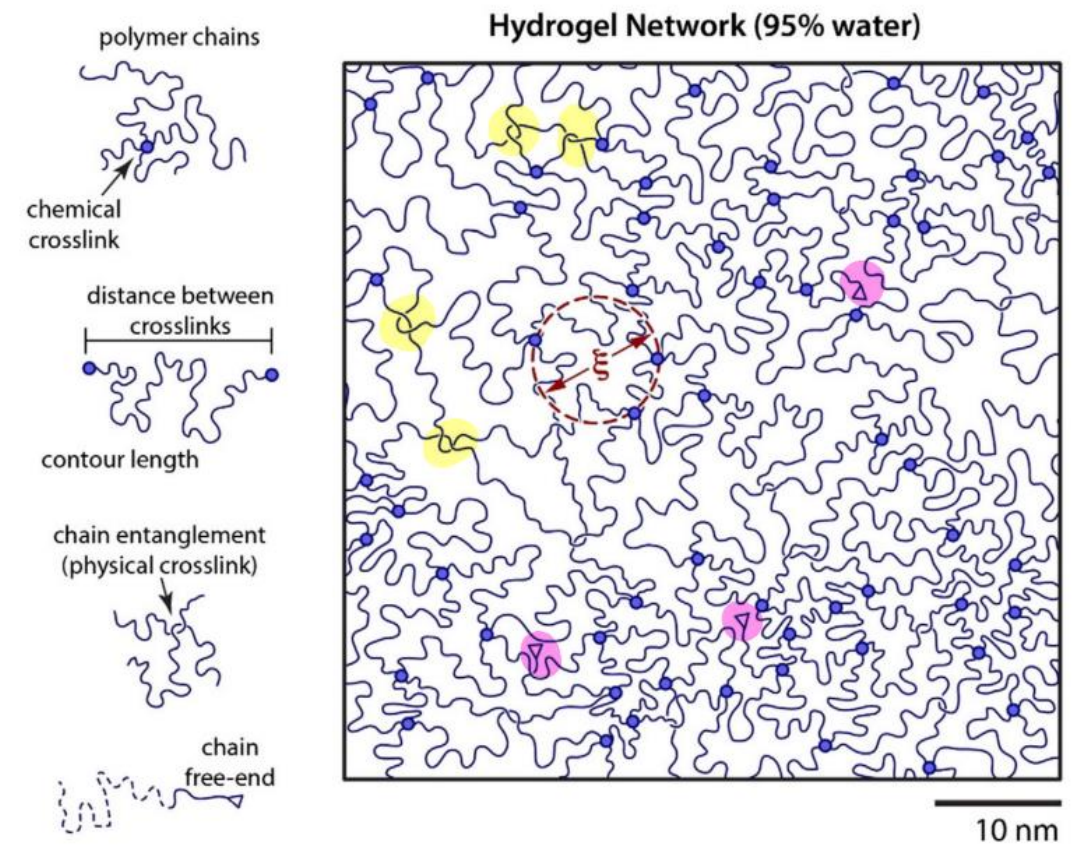 Hydrogel Network (95% water)
polymer chains
chemical
crosslink
distance between
crosslinks
contour length
chain entanglement
(physical crosslink)
chain
free-end
ξ
10 nm